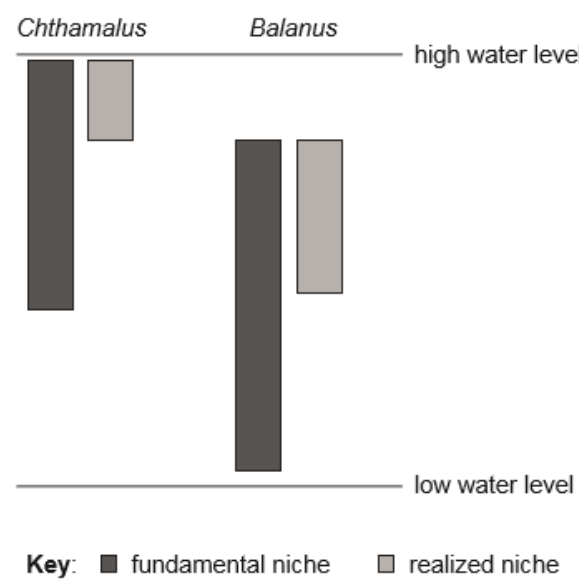 Chthamalus Balanus
high water level
low water level
Key: fundamental niche realized niche